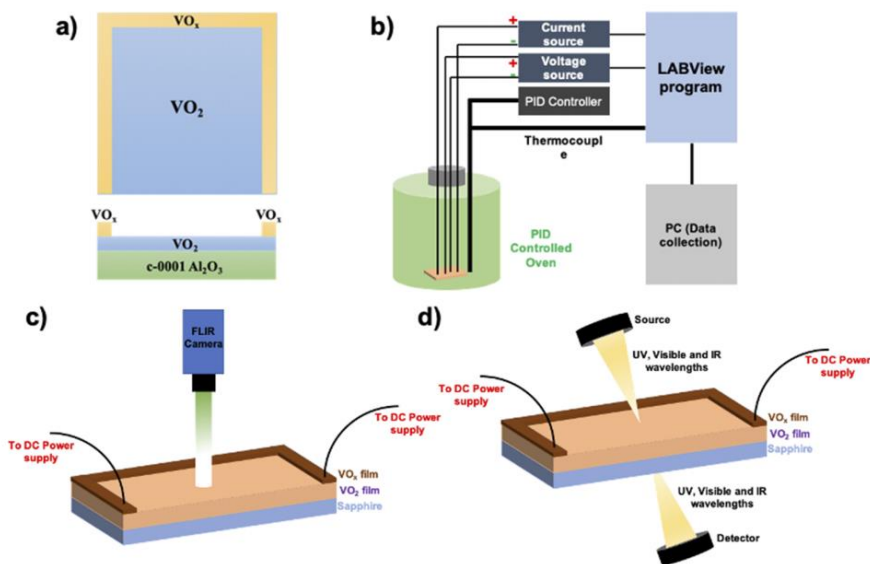 a)
VOₓ
VO₂
VOₓ
VOₓ
VO₂
c-0001 Al₂O₃
b)
+
-
Current
source
+
-
Voltage
source
PID Controller
LABView
program
Thermocoupl
e
PID
Controlled
Oven
PC (Data
collection)
c)
FLIR
Camera
To DC Power
supply
To DC Power
supply
VOₓ film
VO₂ film
Sapphire
d)
Source
UV, Visible and IR
wavelengths
To DC Power
supply
To DC Power
supply
VOₓ film
VO₂ film
Sapphire
UV, Visible and IR
wavelengths
Detector